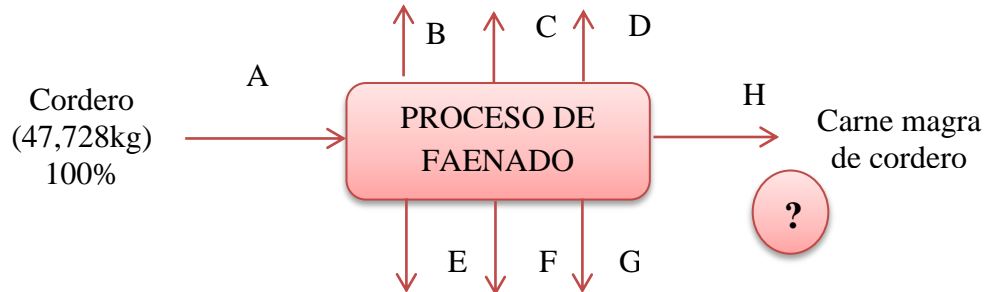 B
C
D
A
H
Cordero
(47,728kg)
100%
PROCESO DE
FAENADO
Carne magra
de cordero
?
E
F
G